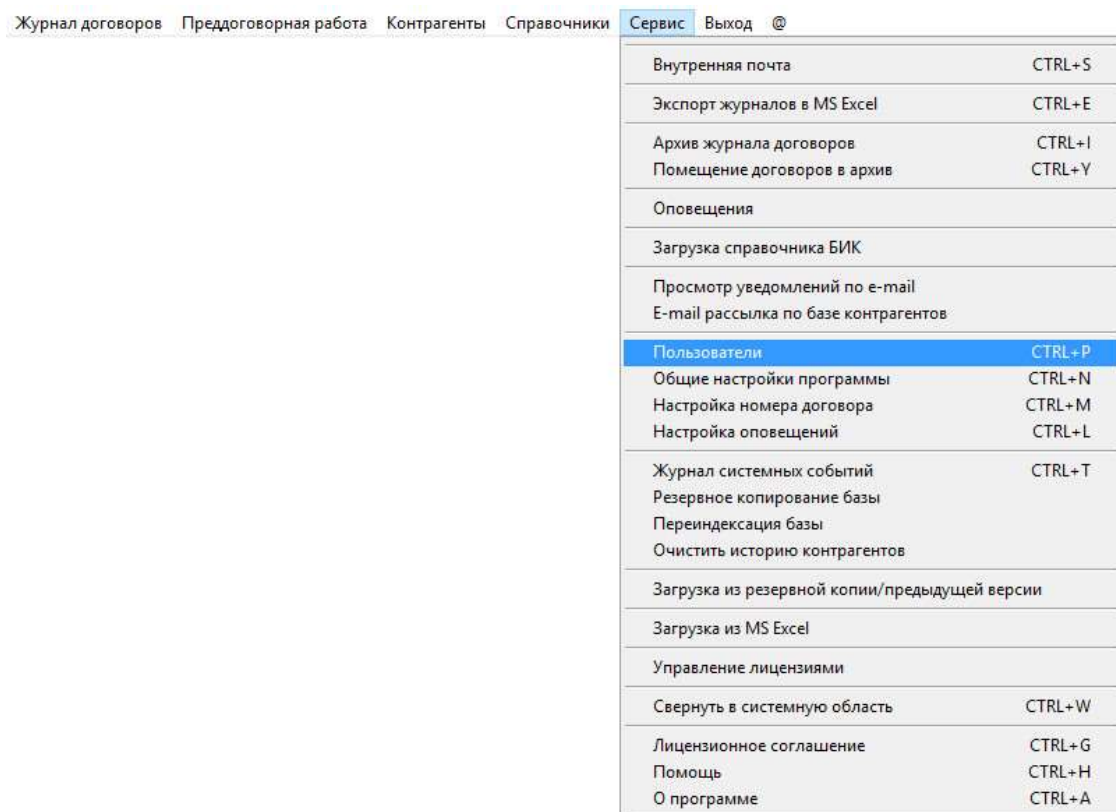 Журнал договоров Преддоговорная работа Контрагенты Справочники Сервис Выход @
Внутренняя почта CTRL+S
Экспорт журналов в MS Excel CTRL+E
Архив журнала договоров CTRL+I
Помещение договоров в архив CTRL+Y
Оповещения
Загрузка справочника БИК
Просмотр уведомлений по e-mail
E-mail рассылка по базе контрагентов
Пользователи CTRL+P
Общие настройки программы CTRL+N
Настройка номера договора CTRL+M
Настройка оповещений CTRL+L
Журнал системных событий CTRL+T
Резервное копирование базы
Переиндексация базы
Очистить историю контрагентов
Загрузка из резервной копии/предыдущей версии
Загрузка из MS Excel
Управление лицензиями
Свернуть в системную область CTRL+W
Лицензионное соглашение CTRL+G
Помощь CTRL+H
О программе CTRL+A